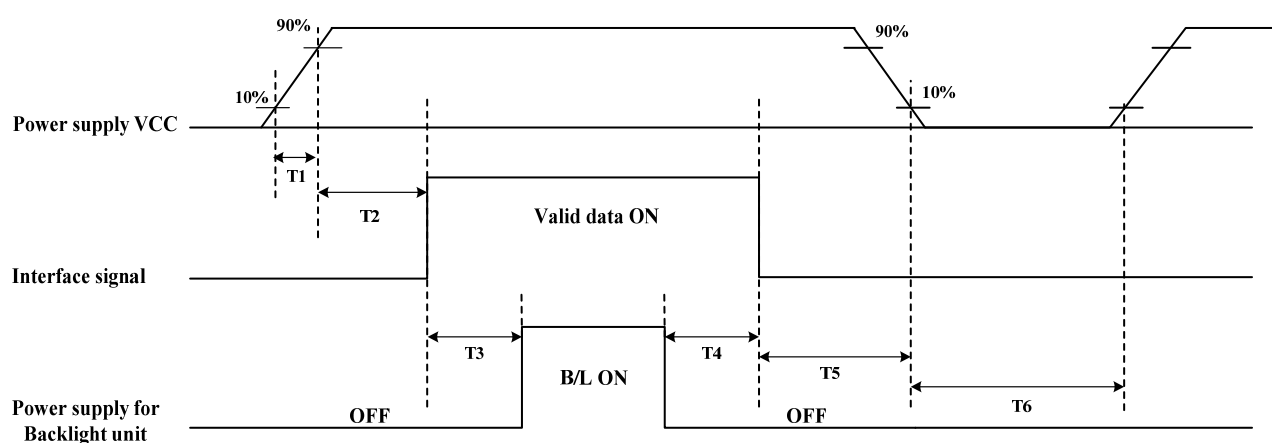 90%
90%
10%
10%
Power supply VCC
T1
T2
Valid data ON
Interface signal
T3
T4
T5
B/L ON
T6
Power supply for
Backlight unit
OFF
OFF